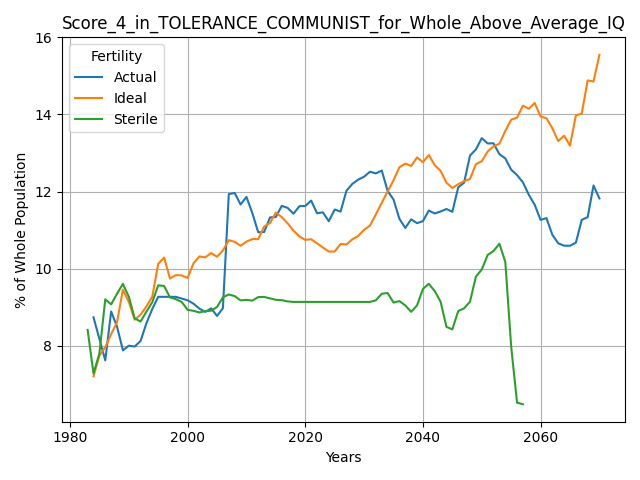 Score_4_in_TOLERANCE_COMMUNIST_for_Whole_Above_Average_IQ
Fertility
Actual
Ideal
Sterile
% of Whole Population
16
14
12
10
8
1980
2000
2020
2040
2060
Years